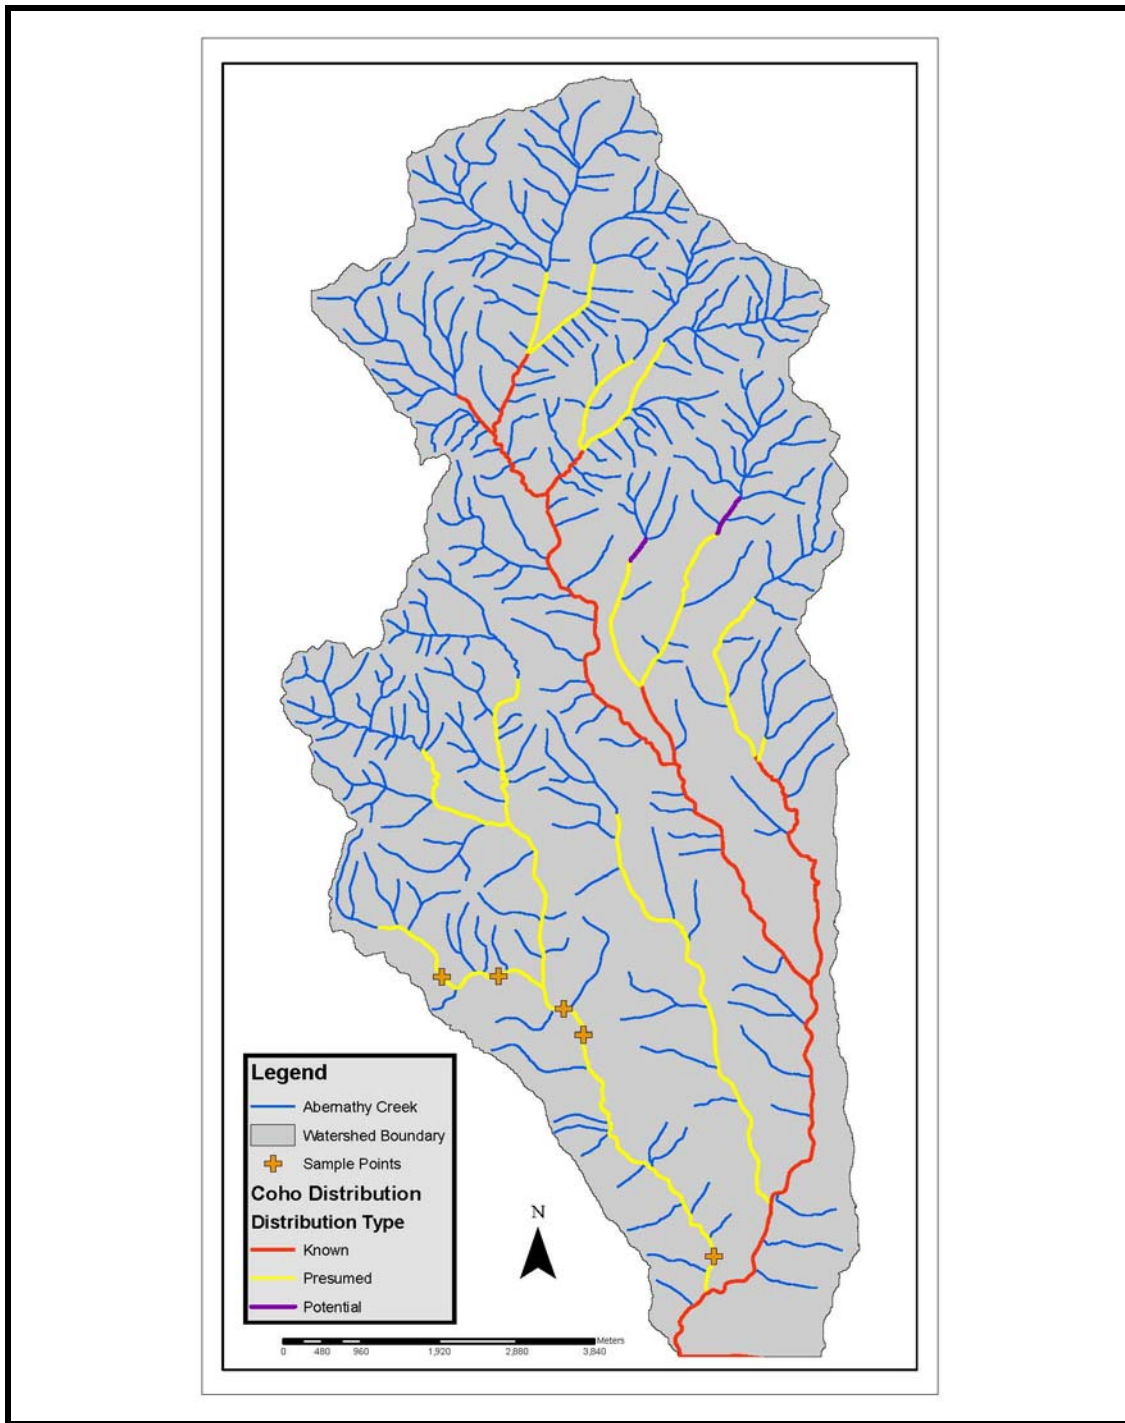 Legend
Abernathy Creek
Watershed Boundary
Sample Points
Coho Distribution
Distribution Type
Known
Presumed
Potential
N
Meters
0 480 960 1,920 2,880 3,840